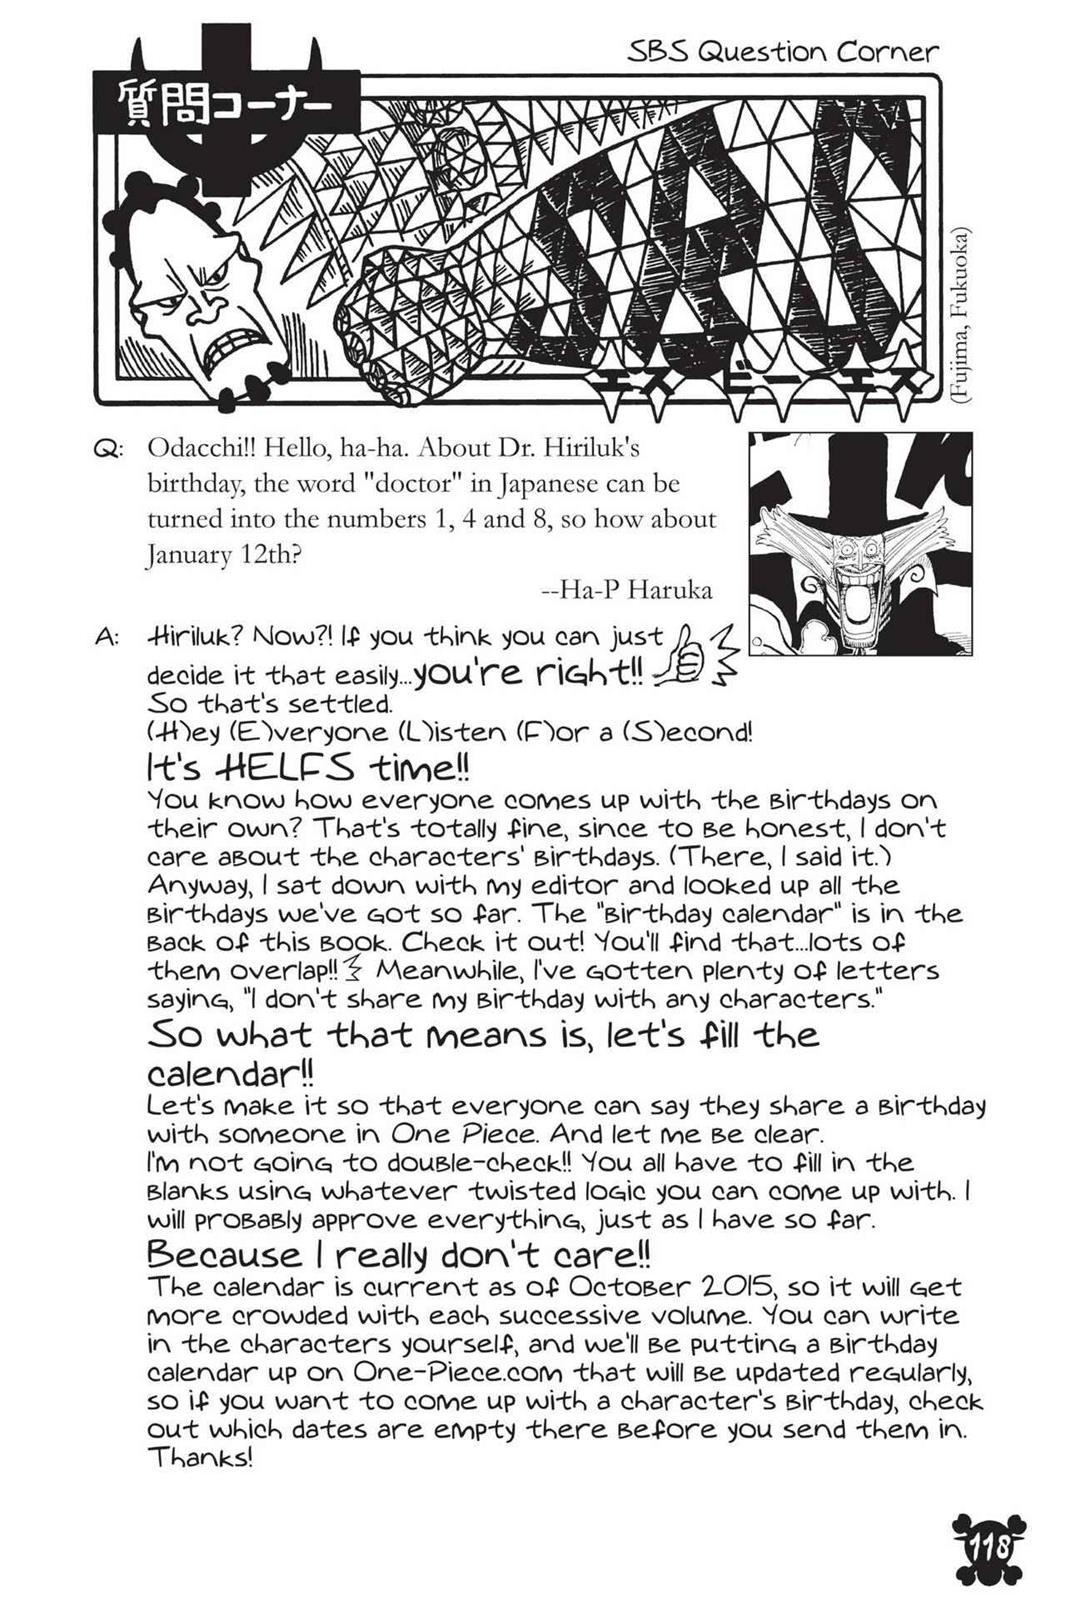 SBS Question Corner
質問コーナー
SBS
エス ビー エス
(Fujima, Fukuoka)
Q: Odacchi!! Hello, ha-ha. About Dr. Hiriluk's
birthday, the word "doctor" in Japanese can be
turned into the numbers 1, 4 and 8, so how about
January 12th?
--Ha-P Haruka
A: Hiriluk? Now?! If you think you can just
decide it that easily...you're right!!
So that's settled.
(H)ey (E)veryone (L)isten (F)or a (S)econd!
It's HELFS time!!
You know how everyone comes up with the birthdays on
their own? That's totally fine, since to be honest, I don't
care about the characters' birthdays. (There, I said it.)
Anyway, I sat down with my editor and looked up all the
birthdays we've got so far. The "birthday calendar" is in the
back of this book. Check it out! You'll find that...lots of
them overlap!! Meanwhile, I've gotten plenty of letters
saying, "I don't share my birthday with any characters."
So what that means is, let's fill the
calendar!!
Let's make it so that everyone can say they share a birthday
with someone in One Piece. And let me be clear.
I'm not going to double-check!! You all have to fill in the
blanks using whatever twisted logic you can come up with. I
will probably approve everything, just as I have so far.
Because I really don't care!!
The calendar is current as of October 2015, so it will get
more crowded with each successive volume. You can write
in the characters yourself, and we'll be putting a birthday
calendar up on One-Piece.com that will be updated regularly,
so if you want to come up with a character's birthday, check
out which dates are empty there before you send them in.
Thanks!
118